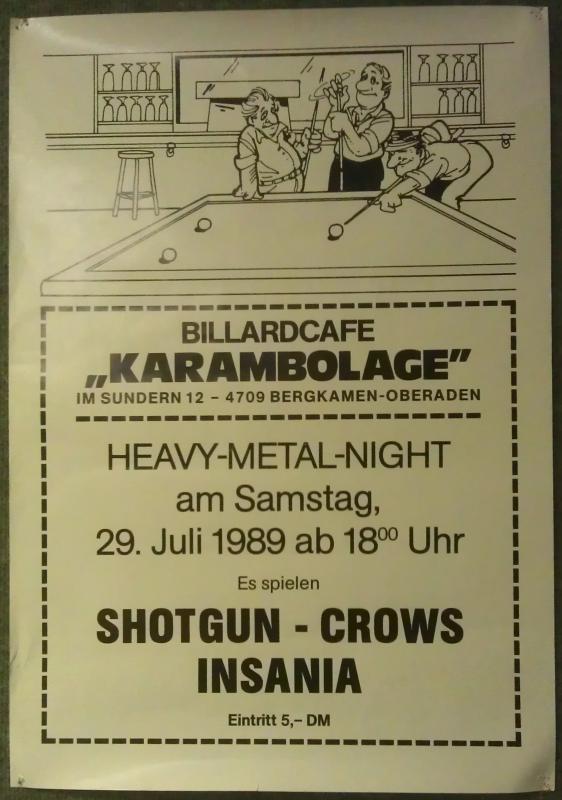 BILLARDCAFE
„KARAMBOLAGE”
IM SUNDERN 12 – 4709 BERGKAMEN-OBERADEN
HEAVY-METAL-NIGHT
am Samstag,
29. Juli 1989 ab 18⁰⁰ Uhr
Es spielen
SHOTGUN - CROWS
INSANIA
Eintritt 5,– DM